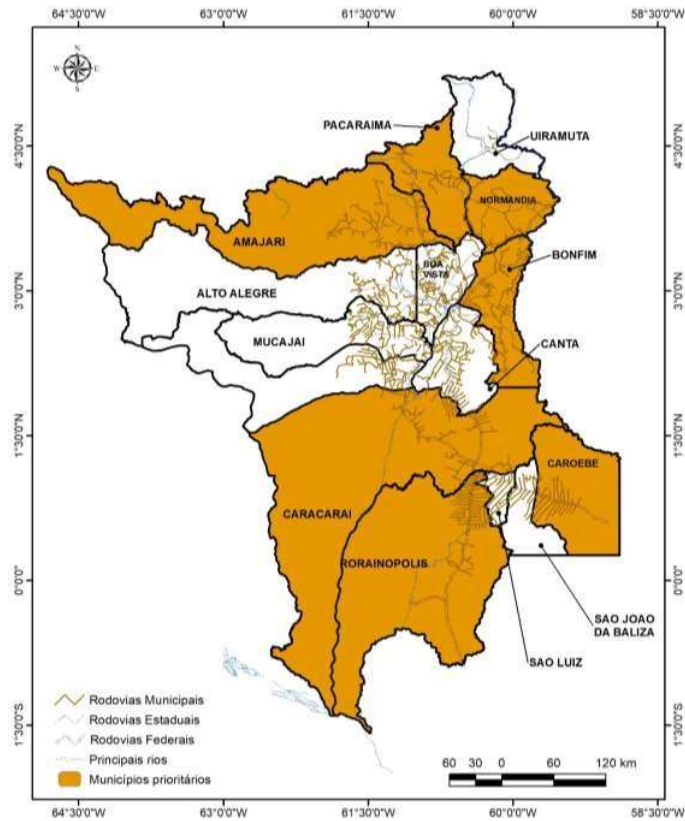 64°30'0"W 63°0'0"W 61°30'0"W 60°0'0"W 58°30'0"W
N
W E
S
PACARAIMA
UIRAMUTA
4°30'0"N 4°30'0"N
NORMANDIA
AMAJARI
BONFIM
BOA
VISTA
3°0'0"N 3°0'0"N
ALTO ALEGRE
MUCAJAI
CANTA
1°30'0"N 1°30'0"N
CAROEBE
CARACARAI
RORAINOPOLIS
0°0'0" 0°0'0"
SAO JOAO
DA BALIZA
SAO LUIZ
Rodovias Municipais
Rodovias Estaduais
Rodovias Federais
Principais rios
Municípios prioritários
1°30'0"S 1°30'0"S
60 30 0 60 120 km
64°30'0"W 63°0'0"W 61°30'0"W 60°0'0"W 58°30'0"W